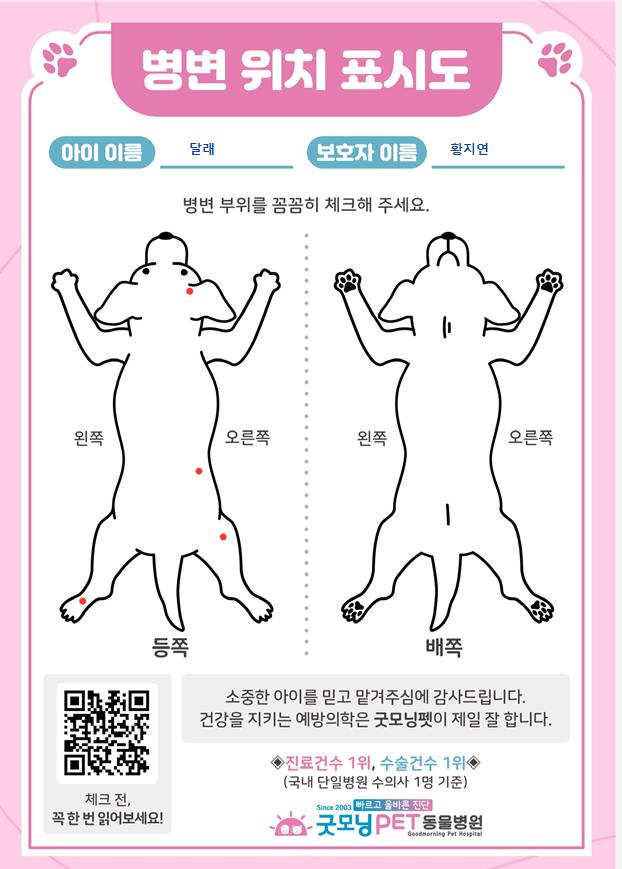 병변 위치 표시도
아이 이름 달래 보호자 이름 황지연
병변 부위를 꼼꼼히 체크해 주세요.
왼쪽 오른쪽 왼쪽 오른쪽
등쪽 배쪽
소중한 아이를 믿고 맡겨주심에 감사드립니다.
건강을 지키는 예방의학은 굿모닝펫이 제일 잘 합니다.
◈진료건수 1위, 수술건수 1위◈
(국내 단일병원 수의사 1명 기준)
체크 전,
꼭 한 번 읽어보세요!
Since 2003 빠르고 올바른 진단
굿모닝PET동물병원
Goodmorning Pet Hospital